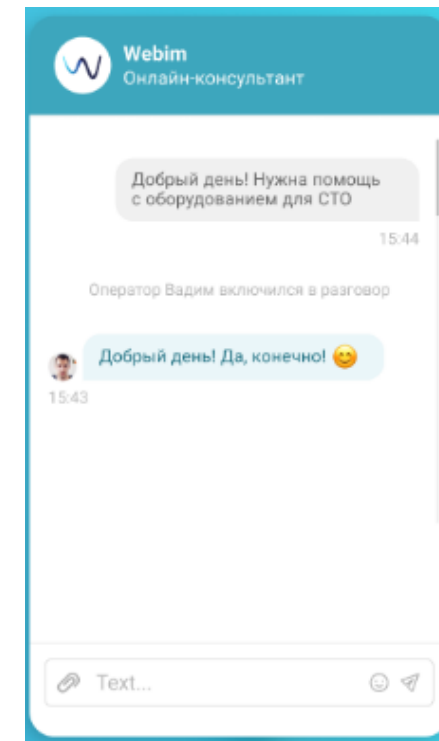 Webim
Онлайн-консультант
Добрый день! Нужна помощь
с оборудованием для СТО
15:44
Оператор Вадим включился в разговор
Добрый день! Да, конечно! 😊
15:43
Text...